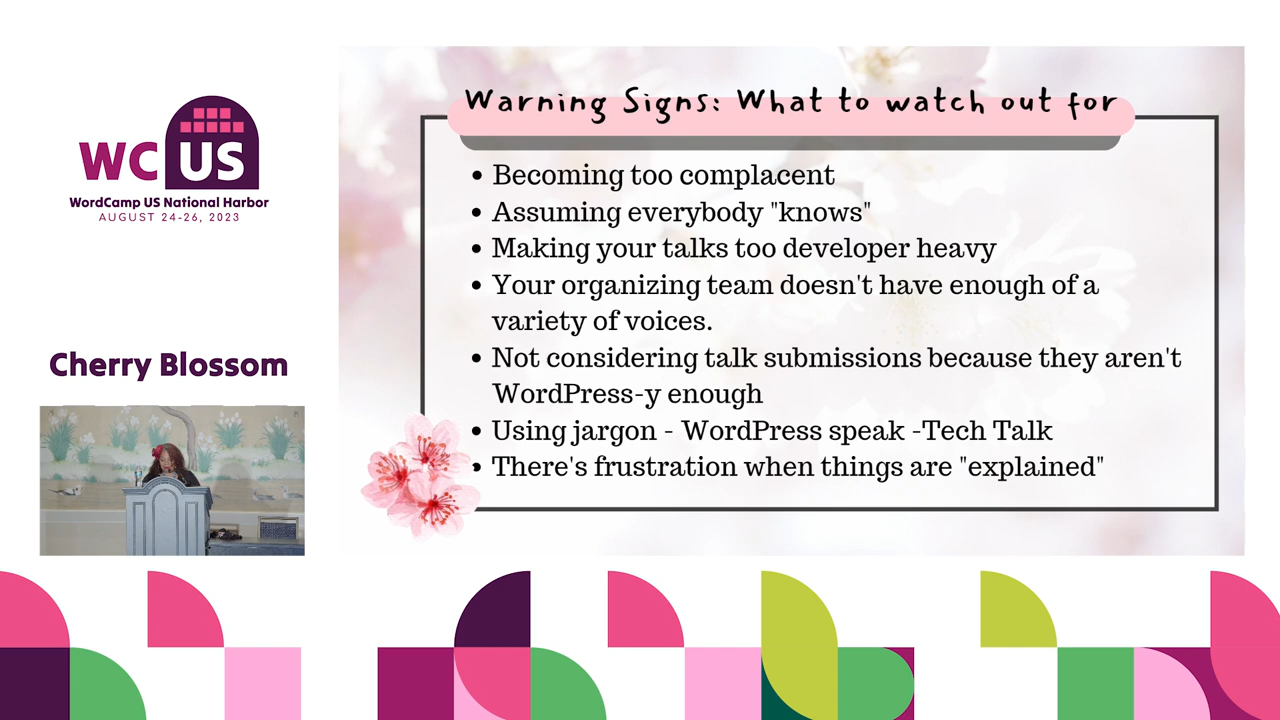 WC US
WordCamp US National Harbor
AUGUST 24-26, 2023
Cherry Blossom
Warning Signs: What to watch out for
• Becoming too complacent
• Assuming everybody "knows"
• Making your talks too developer heavy
• Your organizing team doesn't have enough of a
variety of voices.
• Not considering talk submissions because they aren't
WordPress-y enough
• Using jargon - WordPress speak -Tech Talk
• There's frustration when things are "explained"